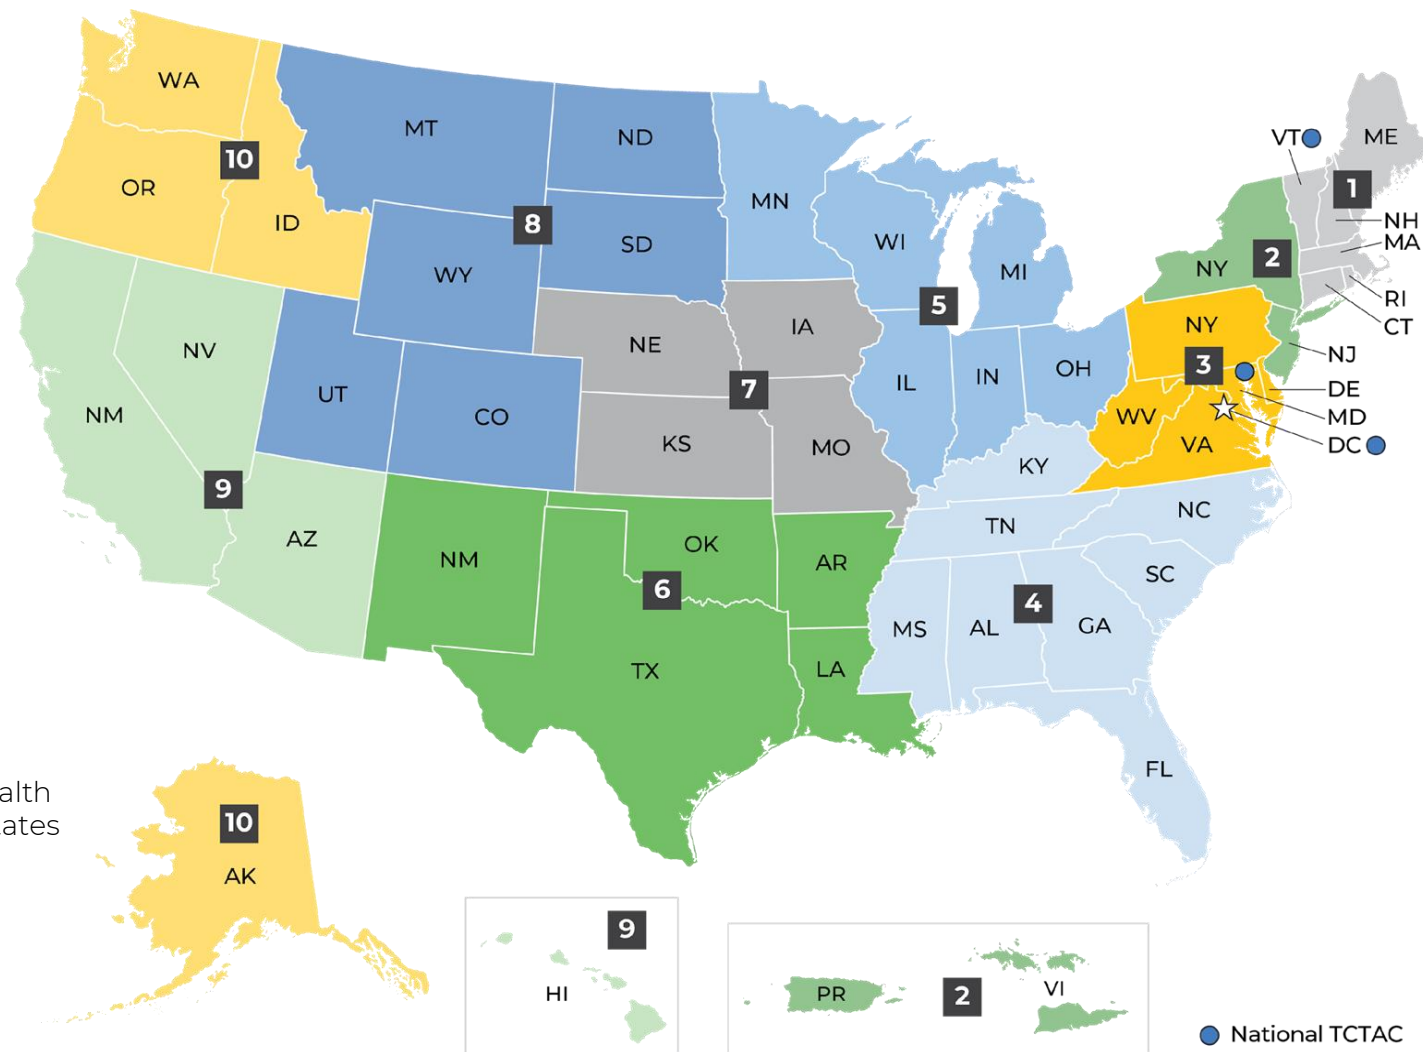 WA
MT
ND
VT
ME
10
OR
MN
1
ID
8
WI
NH
SD
MA
2
NY
WY
MI
RI
5
NY
CT
IA
NE
NV
NJ
3
OH
IN
IL
7
DE
UT
NM
CO
WV
MD
KS
MO
VA
DC
KY
9
NC
TN
AZ
OK
NM
AR
SC
6
4
MS
AL
GA
TX
LA
FL
alth
ates
10
AK
9
HI
PR
2
VI
National TCTAC